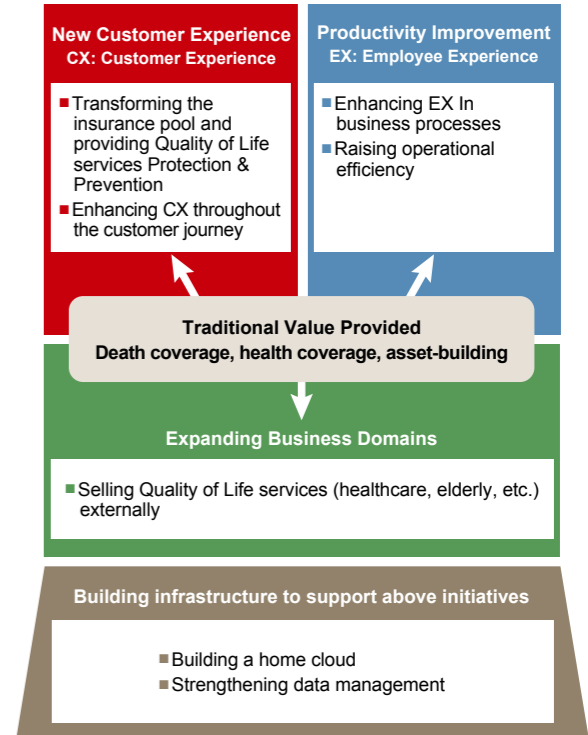 New Customer Experience
CX: Customer Experience
■ Transforming the
insurance pool and
providing Quality of Life
services Protection &
Prevention
■ Enhancing CX throughout
the customer journey
Productivity Improvement
EX: Employee Experience
■ Enhancing EX In
business processes
■ Raising operational
efficiency
Traditional Value Provided
Death coverage, health coverage, asset-building
Expanding Business Domains
■ Selling Quality of Life services (healthcare, elderly, etc.)
externally
Building infrastructure to support above initiatives
■ Building a home cloud
■ Strengthening data management